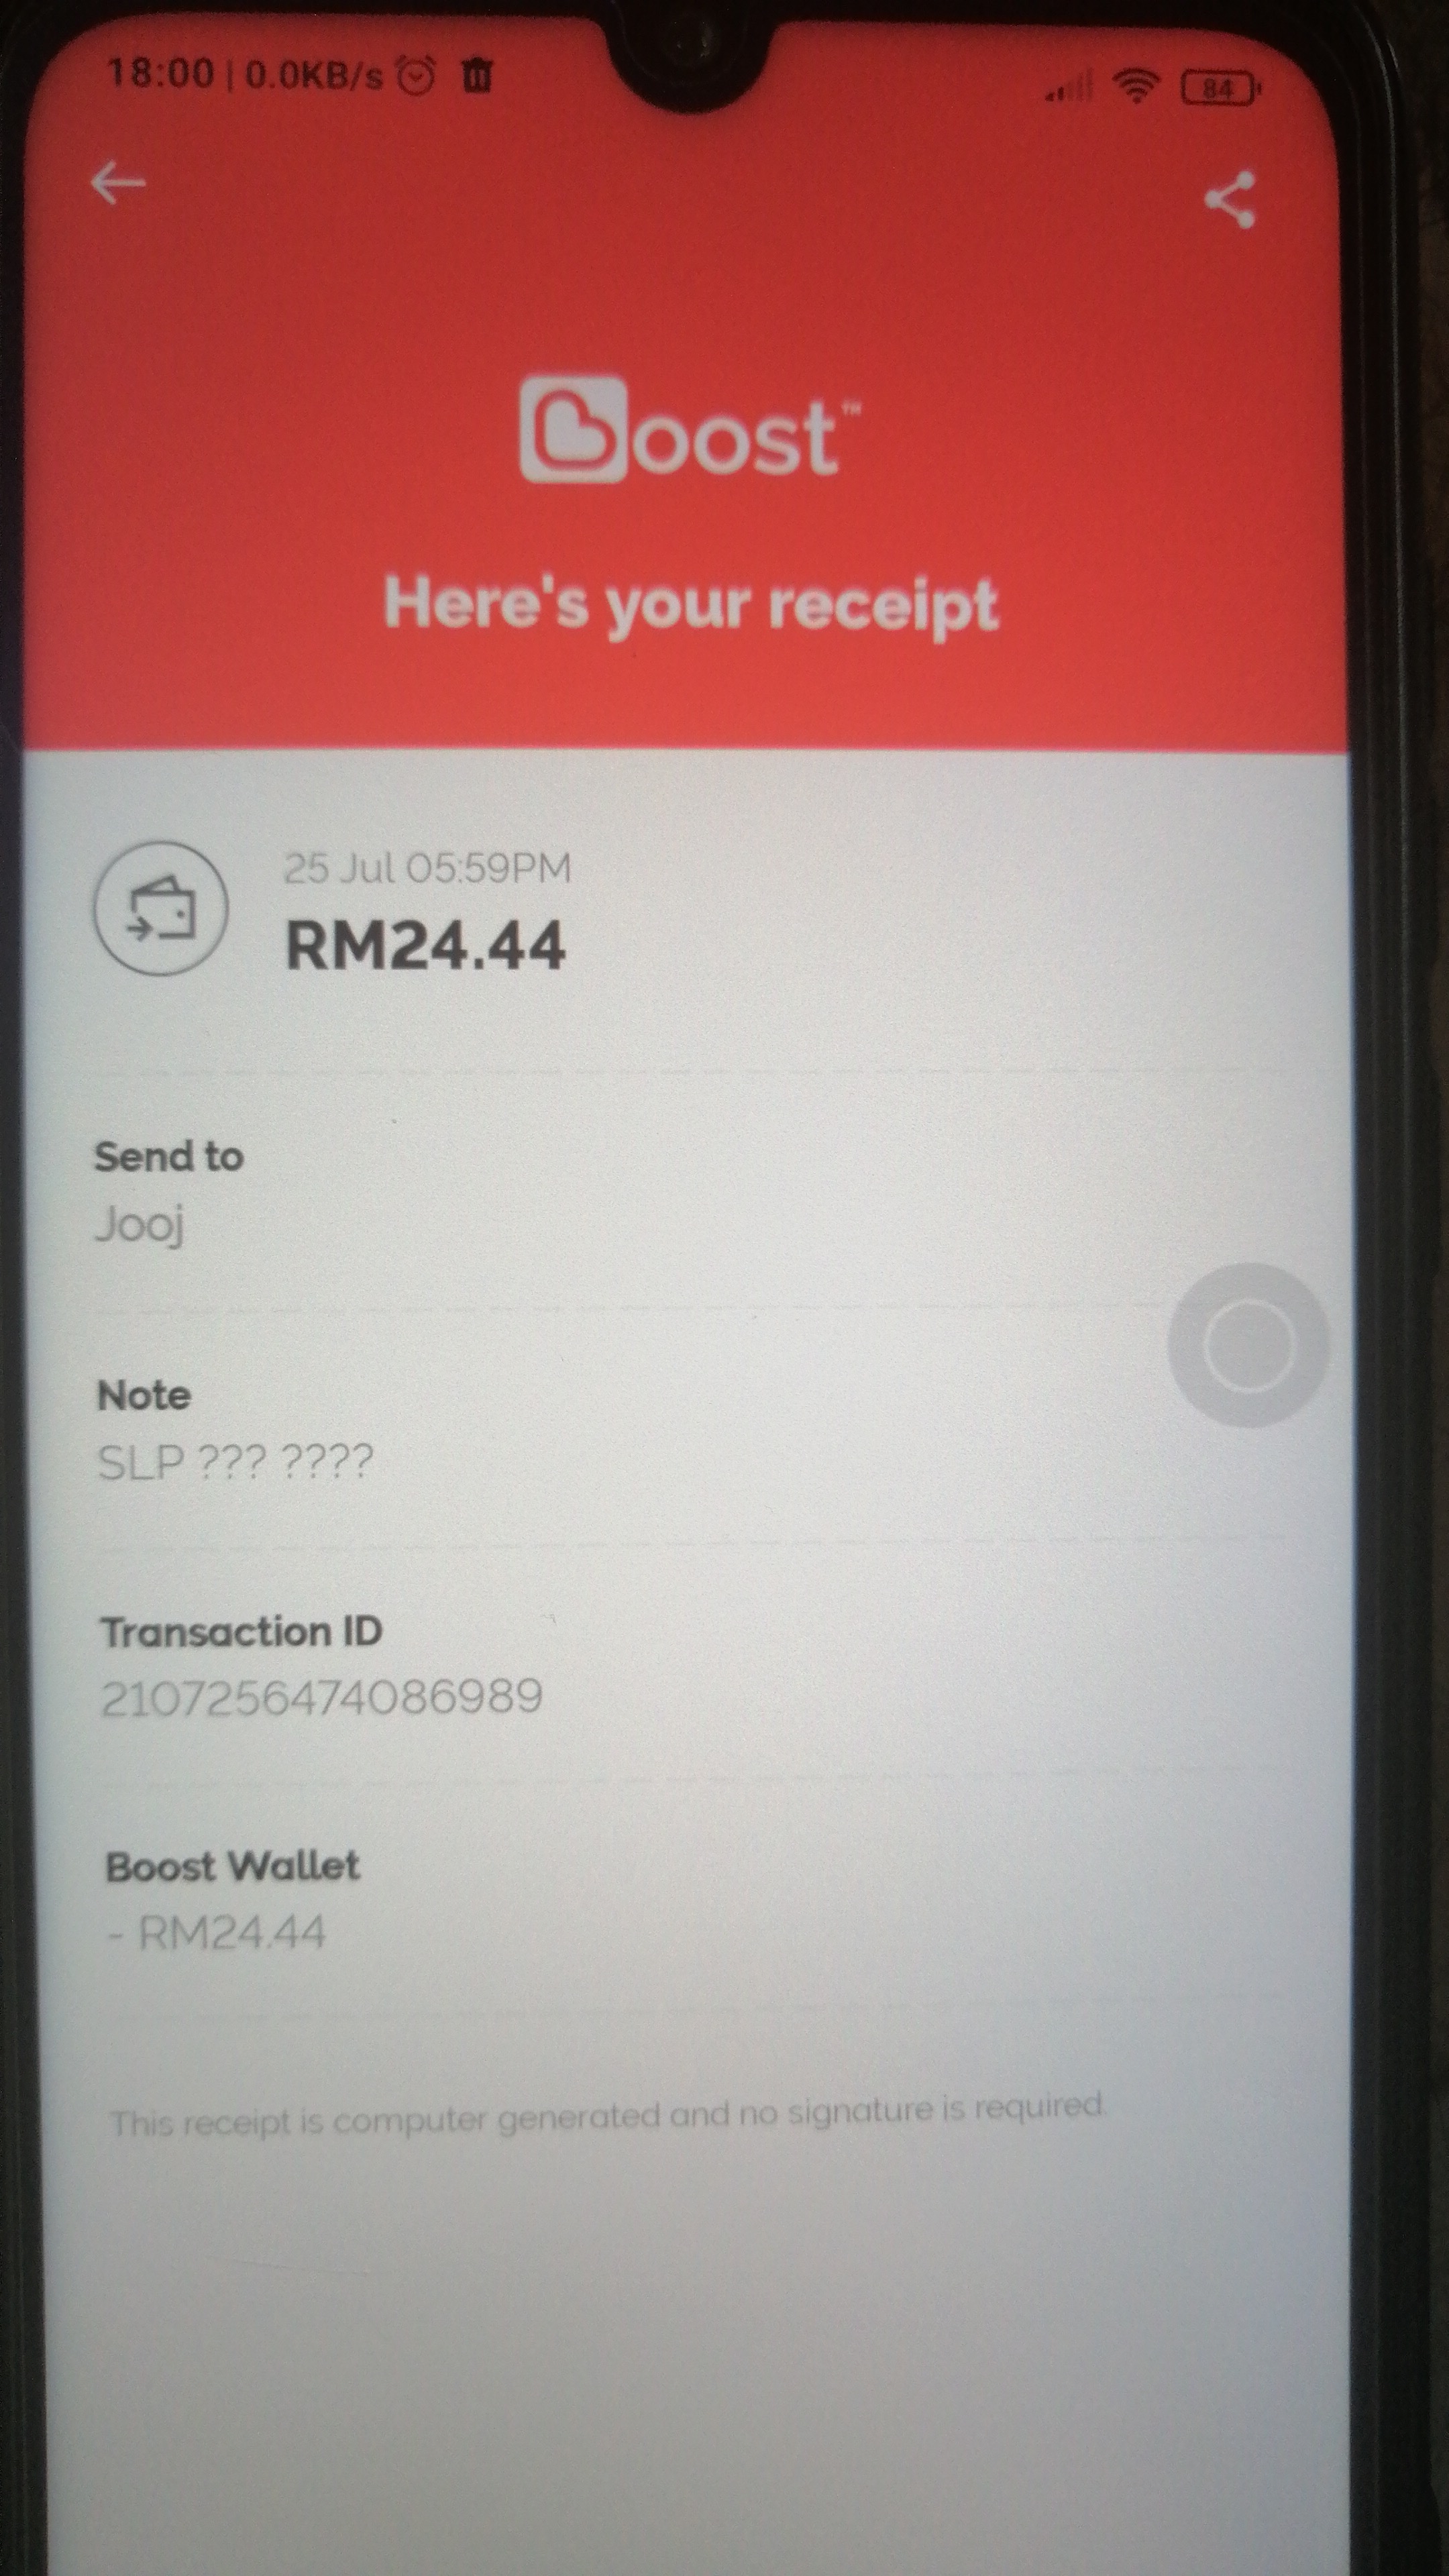 18:00 | 0.0KB/s
84
Boost™
Here's your receipt
25 Jul 05:59PM
RM24.44
Send to
Jooj
Note
SLP ??? ????
Transaction ID
2107256474086989
Boost Wallet
- RM24.44
This receipt is computer generated and no signature is required.